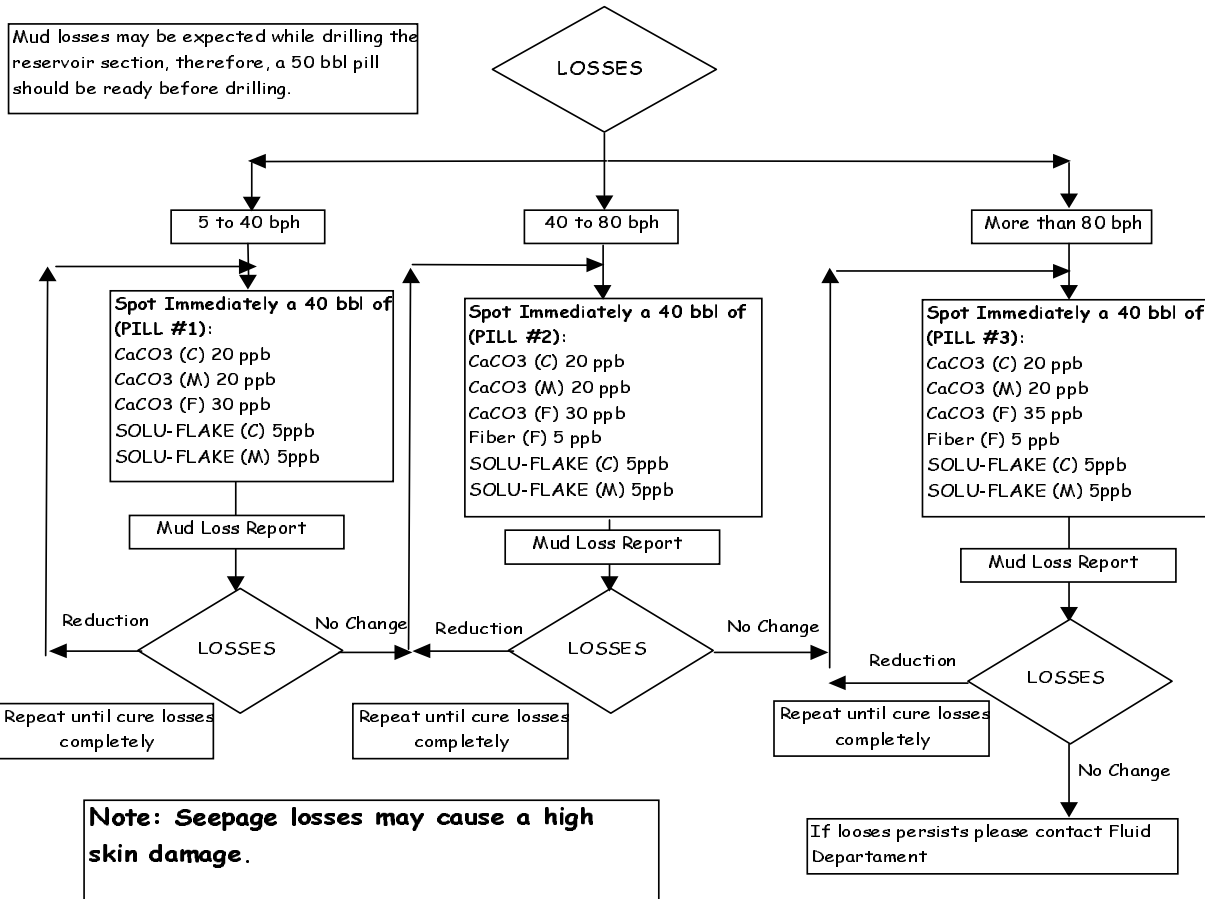 Mud losses may be expected while drilling the
reservoir section, therefore, a 50 bbl pill
should be ready before drilling.
LOSSES
5 to 40 bph
40 to 80 bph
More than 80 bph
Spot Immediately a 40 bbl of
(PILL #1):
CaCO3 (C) 20 ppb
CaCO3 (M) 20 ppb
CaCO3 (F) 30 ppb
SOLU-FLAKE (C) 5ppb
SOLU-FLAKE (M) 5ppb
Spot Immediately a 40 bbl of
(PILL #2):
CaCO3 (C) 20 ppb
CaCO3 (M) 20 ppb
CaCO3 (F) 30 ppb
Fiber (F) 5 ppb
SOLU-FLAKE (C) 5ppb
SOLU-FLAKE (M) 5ppb
Spot Immediately a 40 bbl of
(PILL #3):
CaCO3 (C) 20 ppb
CaCO3 (M) 20 ppb
CaCO3 (F) 35 ppb
Fiber (F) 5 ppb
SOLU-FLAKE (C) 5ppb
SOLU-FLAKE (M) 5ppb
Mud Loss Report
Mud Loss Report
Mud Loss Report
Reduction
LOSSES
No Change
Reduction
LOSSES
No Change
Reduction
LOSSES
No Change
Repeat until cure losses
completely
Repeat until cure losses
completely
Repeat until cure losses
completely
Note: Seepage losses may cause a high
skin damage.
If looses persists please contact Fluid
Departament